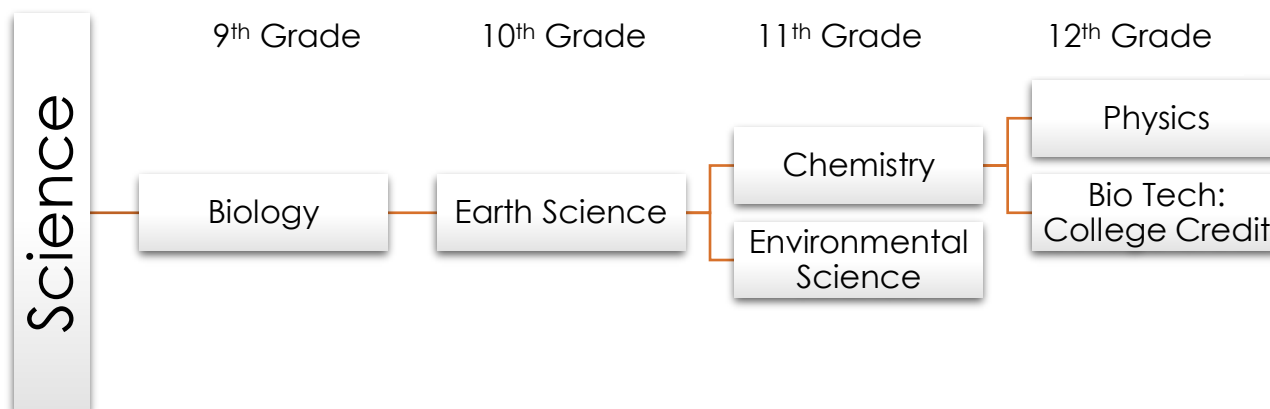 Science
9th Grade
10th Grade
11th Grade
12th Grade
Biology
Earth Science
Chemistry
Environmental
Science
Physics
Bio Tech:
College Credit